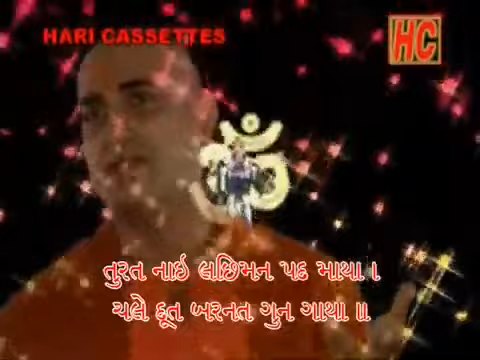 HARI CASSETTES
HC
તુરત નાઇ લછિમન પદ માથા ।
ચલે દૂત બરનત ગુન ગાથા ॥